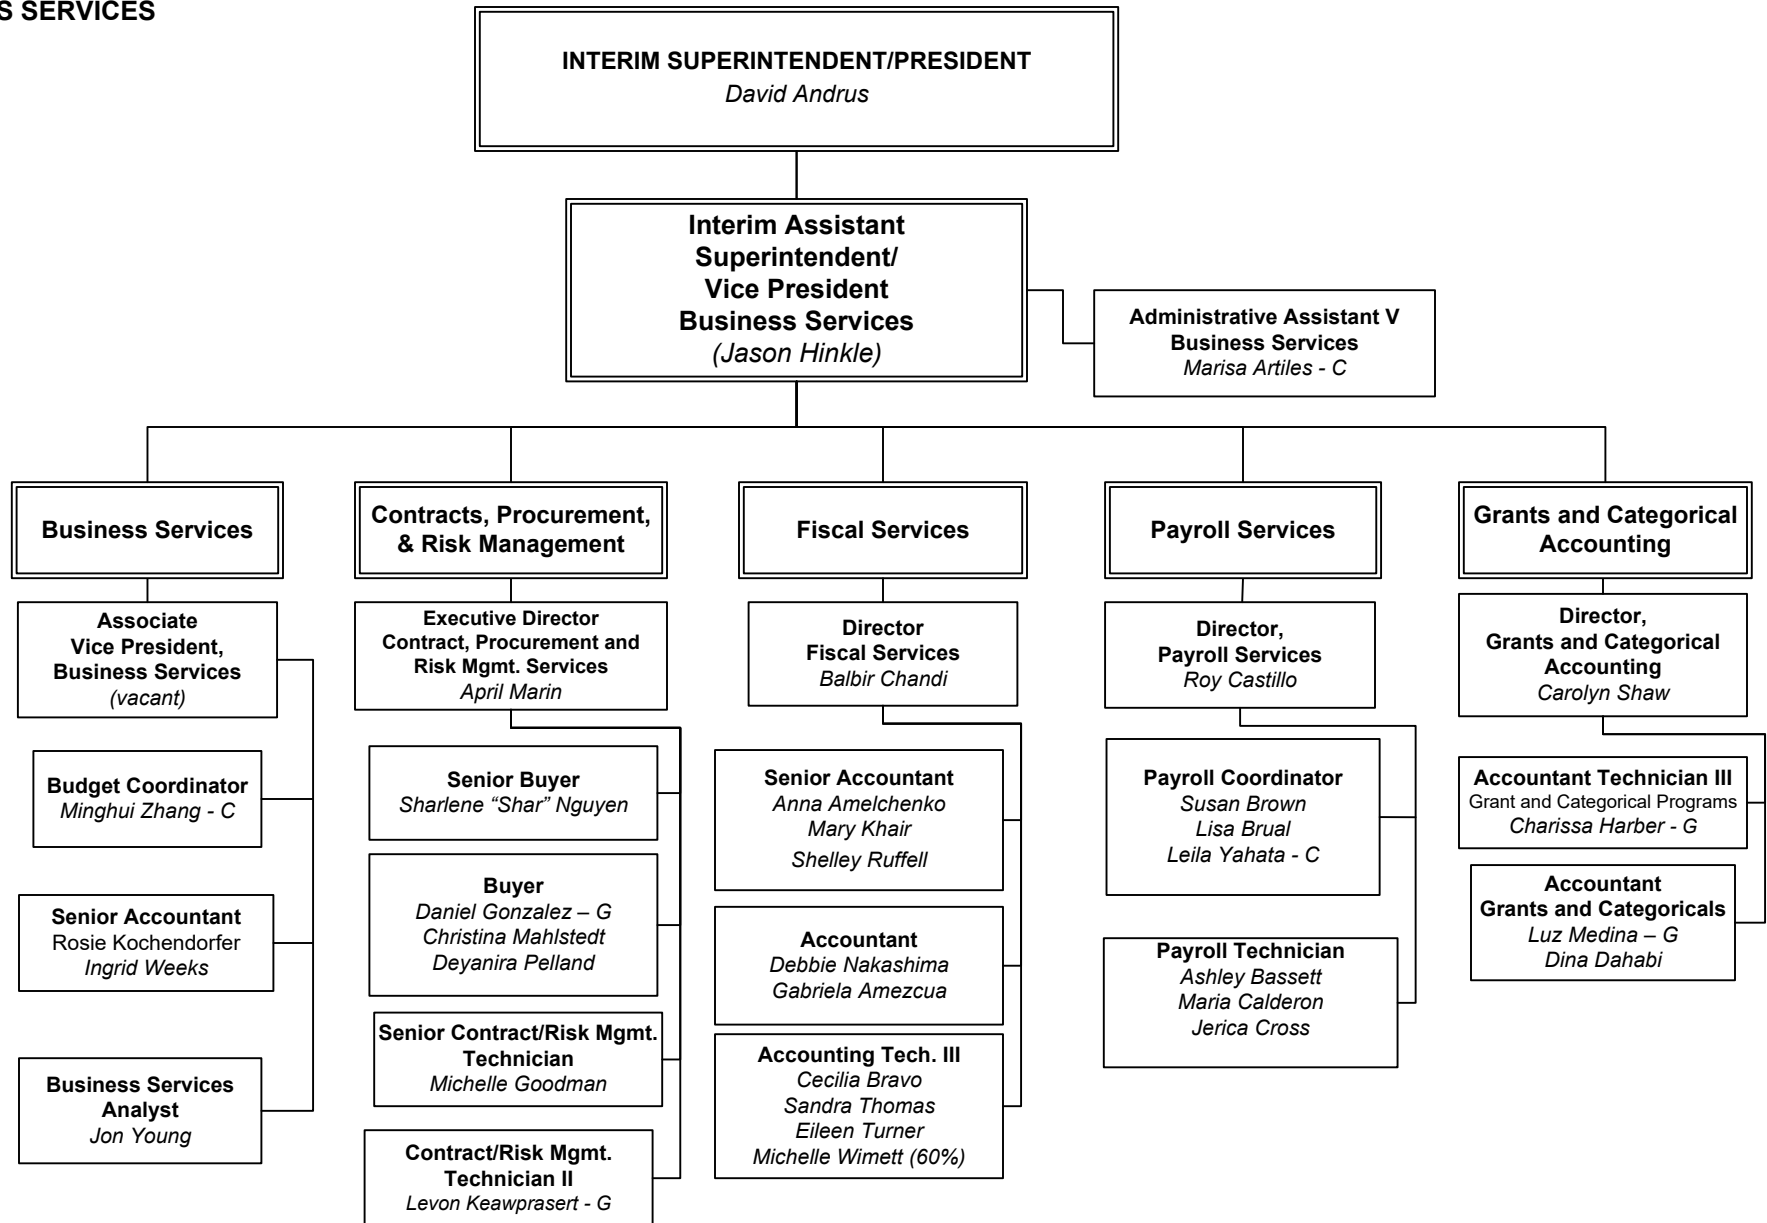 S SERVICES
INTERIM SUPERINTENDENT/PRESIDENT
David Andrus
Interim Assistant
Superintendent/
Vice President
Business Services
(Jason Hinkle)
Administrative Assistant V
Business Services
Marisa Artiles - C
Business Services
Associate
Vice President,
Business Services
(vacant)
Budget Coordinator
Minghui Zhang - C
Senior Accountant
Rosie Kochendorfer
Ingrid Weeks
Business Services
Analyst
Jon Young
Contracts, Procurement,
& Risk Management
Executive Director
Contract, Procurement and
Risk Mgmt. Services
April Marin
Senior Buyer
Sharlene “Shar” Nguyen
Buyer
Daniel Gonzalez – G
Christina Mahlstedt
Deyanira Pelland
Senior Contract/Risk Mgmt.
Technician
Michelle Goodman
Contract/Risk Mgmt.
Technician II
Levon Keawprasert - G
Fiscal Services
Director
Fiscal Services
Balbir Chandi
Senior Accountant
Anna Amelchenko
Mary Khair
Shelley Ruffell
Accountant
Debbie Nakashima
Gabriela Amezcua
Accounting Tech. III
Cecilia Bravo
Sandra Thomas
Eileen Turner
Michelle Wimett (60%)
Payroll Services
Director,
Payroll Services
Roy Castillo
Payroll Coordinator
Susan Brown
Lisa Brual
Leila Yahata - C
Payroll Technician
Ashley Bassett
Maria Calderon
Jerica Cross
Grants and Categorical
Accounting
Director,
Grants and Categorical
Accounting
Carolyn Shaw
Accountant Technician III
Grant and Categorical Programs
Charissa Harber - G
Accountant
Grants and Categoricals
Luz Medina – G
Dina Dahabi